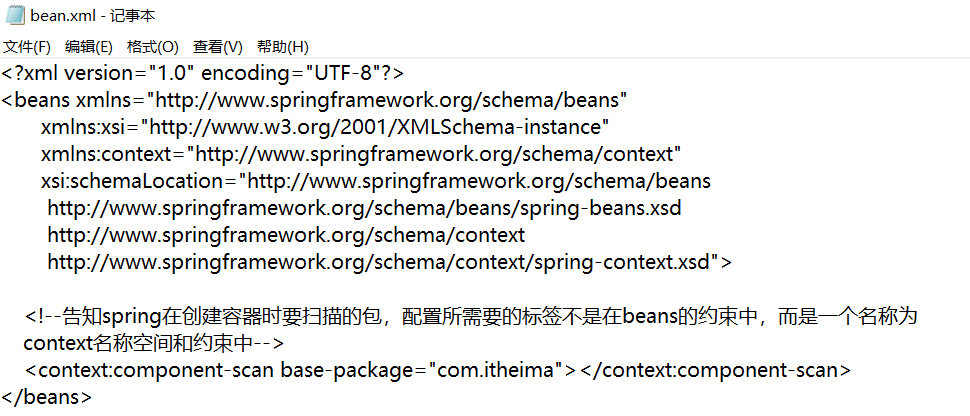 bean.xml - 记事本
文件(F) 编辑(E) 格式(O) 查看(V) 帮助(H)
<?xml version="1.0" encoding="UTF-8"?>
<beans xmlns="http://www.springframework.org/schema/beans"
xmlns:xsi="http://www.w3.org/2001/XMLSchema-instance"
xmlns:context="http://www.springframework.org/schema/context"
xsi:schemaLocation="http://www.springframework.org/schema/beans
http://www.springframework.org/schema/beans/spring-beans.xsd
http://www.springframework.org/schema/context
http://www.springframework.org/schema/context/spring-context.xsd">
<!--告知spring在创建容器时要扫描的包，配置所需要的标签不是在beans的约束中，而是一个名称为
context名称空间和约束中-->
<context:component-scan base-package="com.itheima"></context:component-scan>
</beans>